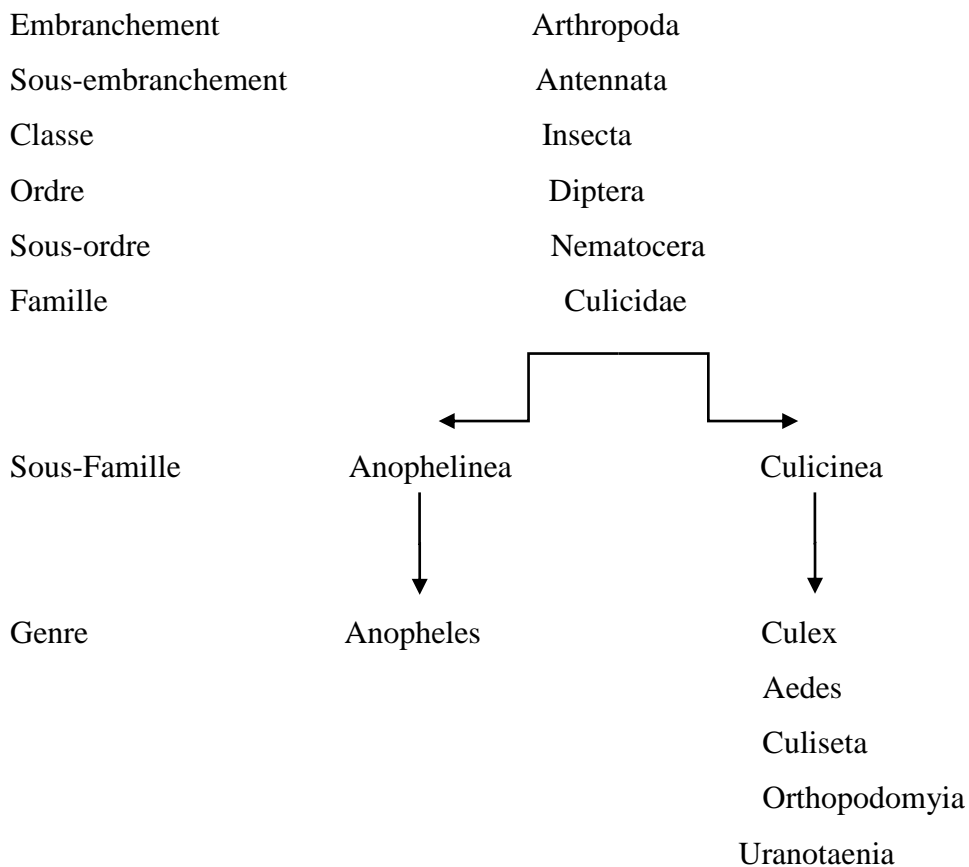 Embranchement Arthropoda
Sous-embranchement Antennata
Classe Insecta
Ordre Diptera
Sous-ordre Nematocera
Famille Culicidae
Sous-Famille Anophelinea Culicinea
Genre Anopheles Culex
Aedes
Culiseta
Orthopodomyia
Uranotaenia